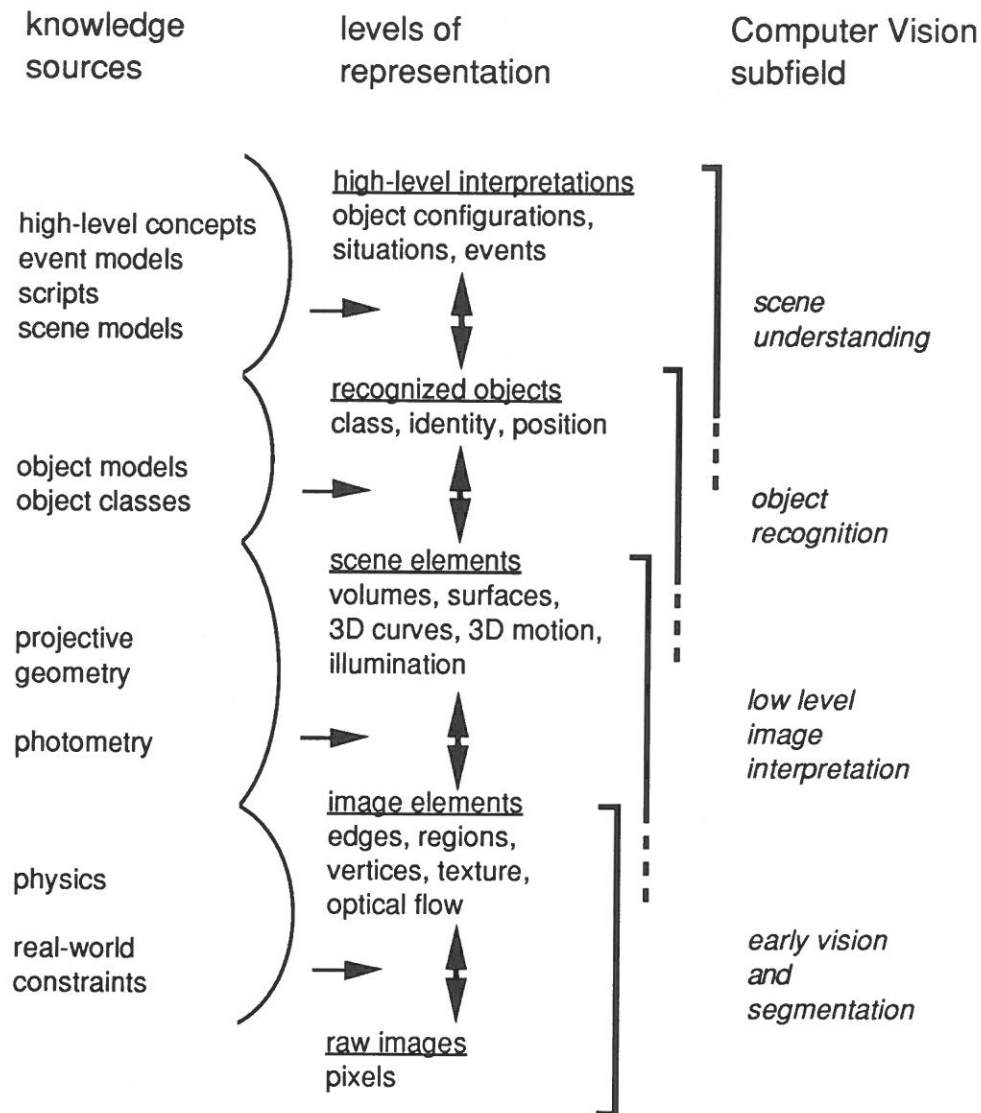 knowledge
sources
levels of
representation
Computer Vision
subfield
high-level concepts
event models
scripts
scene models
high-level interpretations
object configurations,
situations, events
scene
understanding
object models
object classes
recognized objects
class, identity, position
object
recognition
projective
geometry
photometry
scene elements
volumes, surfaces,
3D curves, 3D motion,
illumination
low level
image
interpretation
physics
real-world
constraints
image elements
edges, regions,
vertices, texture,
optical flow
early vision
and
segmentation
raw images
pixels